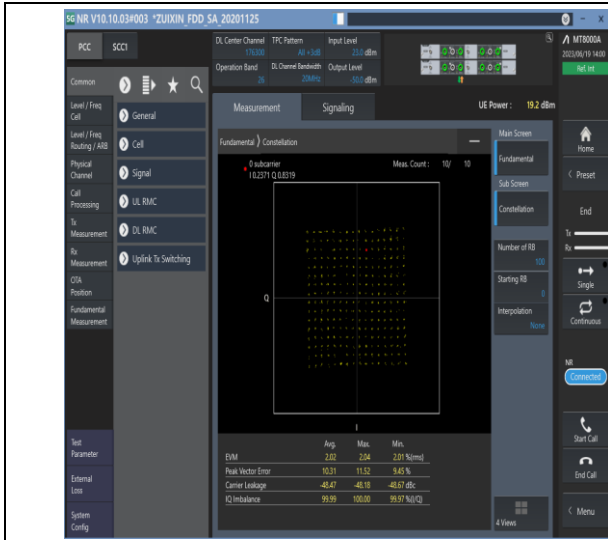 5G NR V10.10.03#003 *ZUIXIN_FDD_SA_20201125
PCC SCC1
DL Center Channel TPC Pattern Input Level
176300 All +3dB 23.0 dBm
Operation Band DL Channel Bandwidth Output Level
26 20MHz -50.0 dBm
MT8000A
2023/06/19 14:00
Ref. Int
Common
Level / Freq
Cell
Level / Freq
Routing / ARB
Physical
Channel
Call
Processing
Tx
Measurement
Rx
Measurement
OTA
Position
Fundamental
Measurement
Test
Parameter
External
Loss
System
Config
General
Cell
Signal
UL RMC
DL RMC
Uplink Tx Switching
Measurement Signaling UE Power : 19.2 dBm
Fundamental Constellation
0 subcarrier Meas. Count : 10/ 10
I 0.2371 Q 0.8319
Q
I
Avg. Max. Min.
EVM 2.02 2.04 2.01 %(rms)
Peak Vector Error 10.31 11.52 9.45 %
Carrier Leakage -48.47 -48.18 -48.67 dBc
IQ Imbalance 99.99 100.00 99.97 %(I/Q)
Main Screen
Fundamental
Sub Screen
Constellation
Number of RB
100
Starting RB
0
Interpolation
None
4 Views
Home
Preset
End
Tx
Rx
Single
Continuous
NR
Connected
Start Call
End Call
Menu